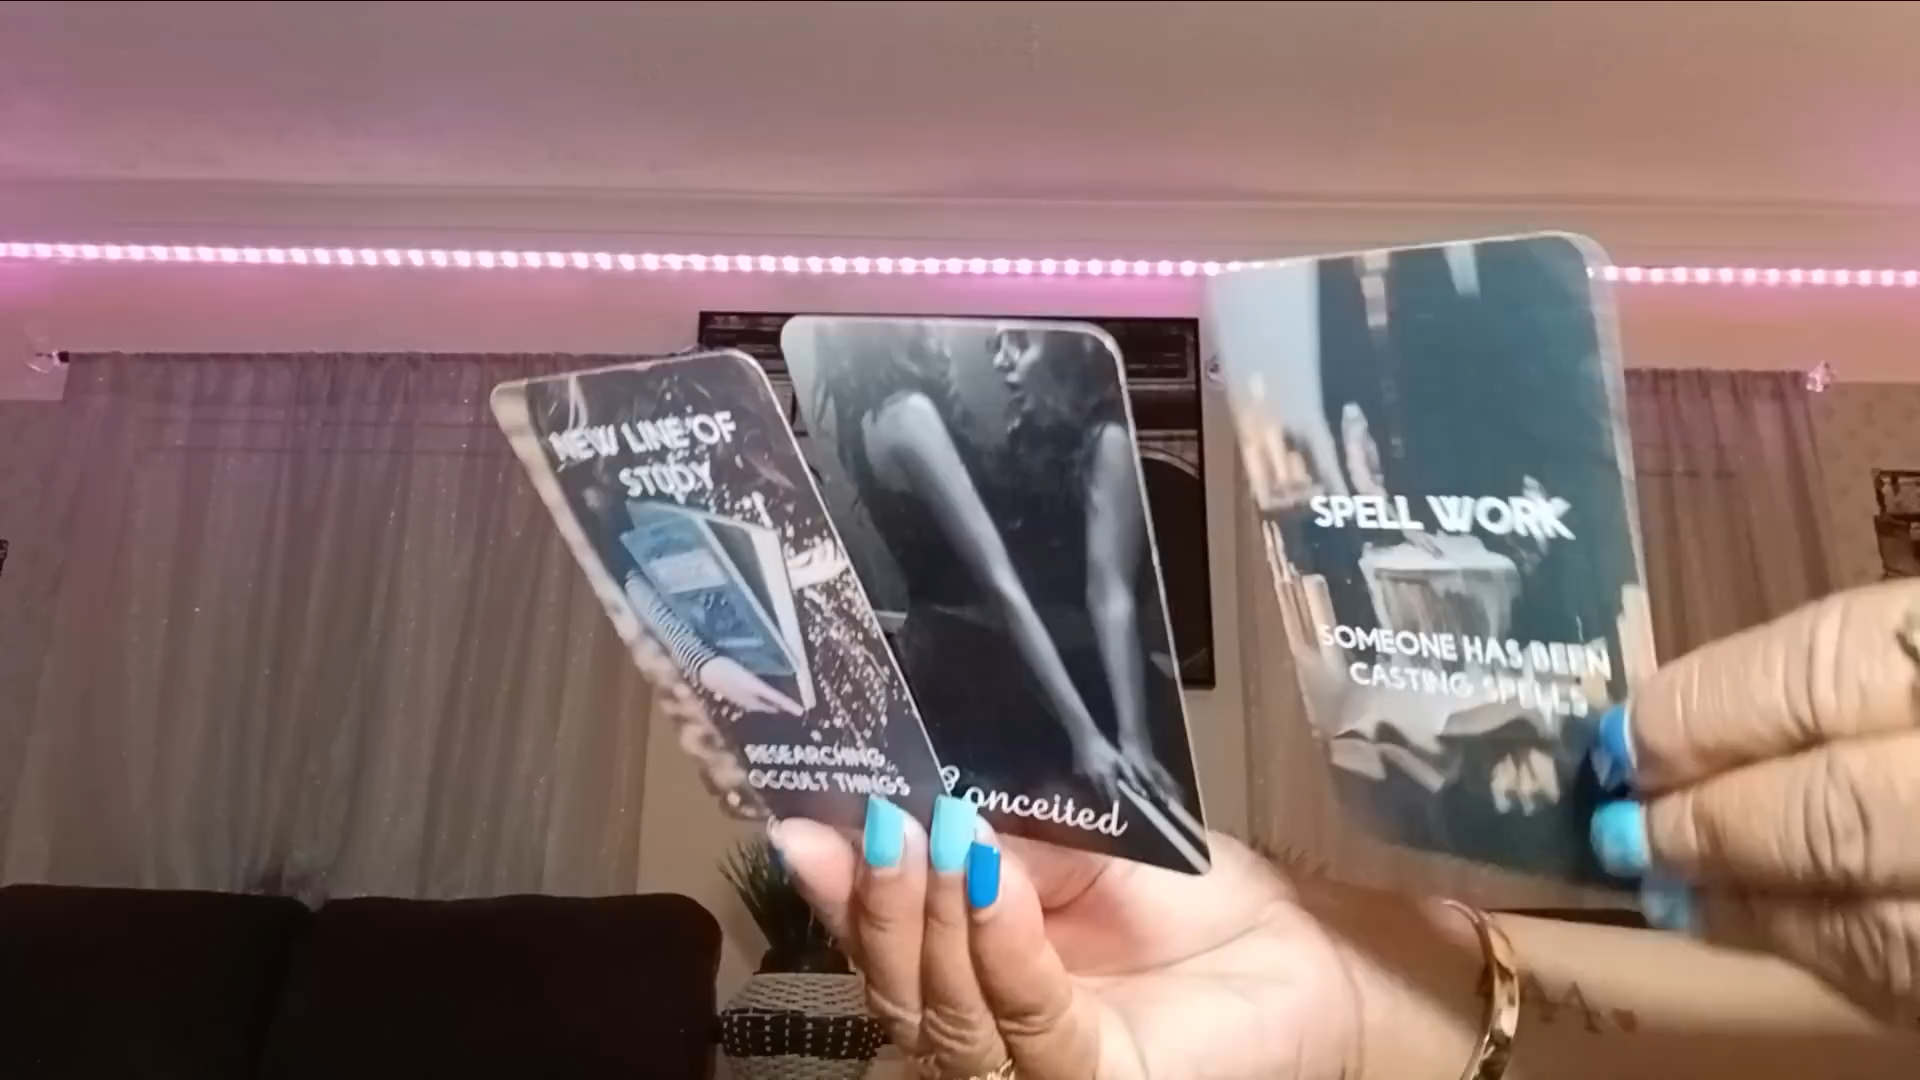 NEW LINE OF
STUDY
RESEARCHING
OCCULT THINGS
Conceited
SPELL WORK
SOMEONE HAS BEEN
CASTING SPELLS